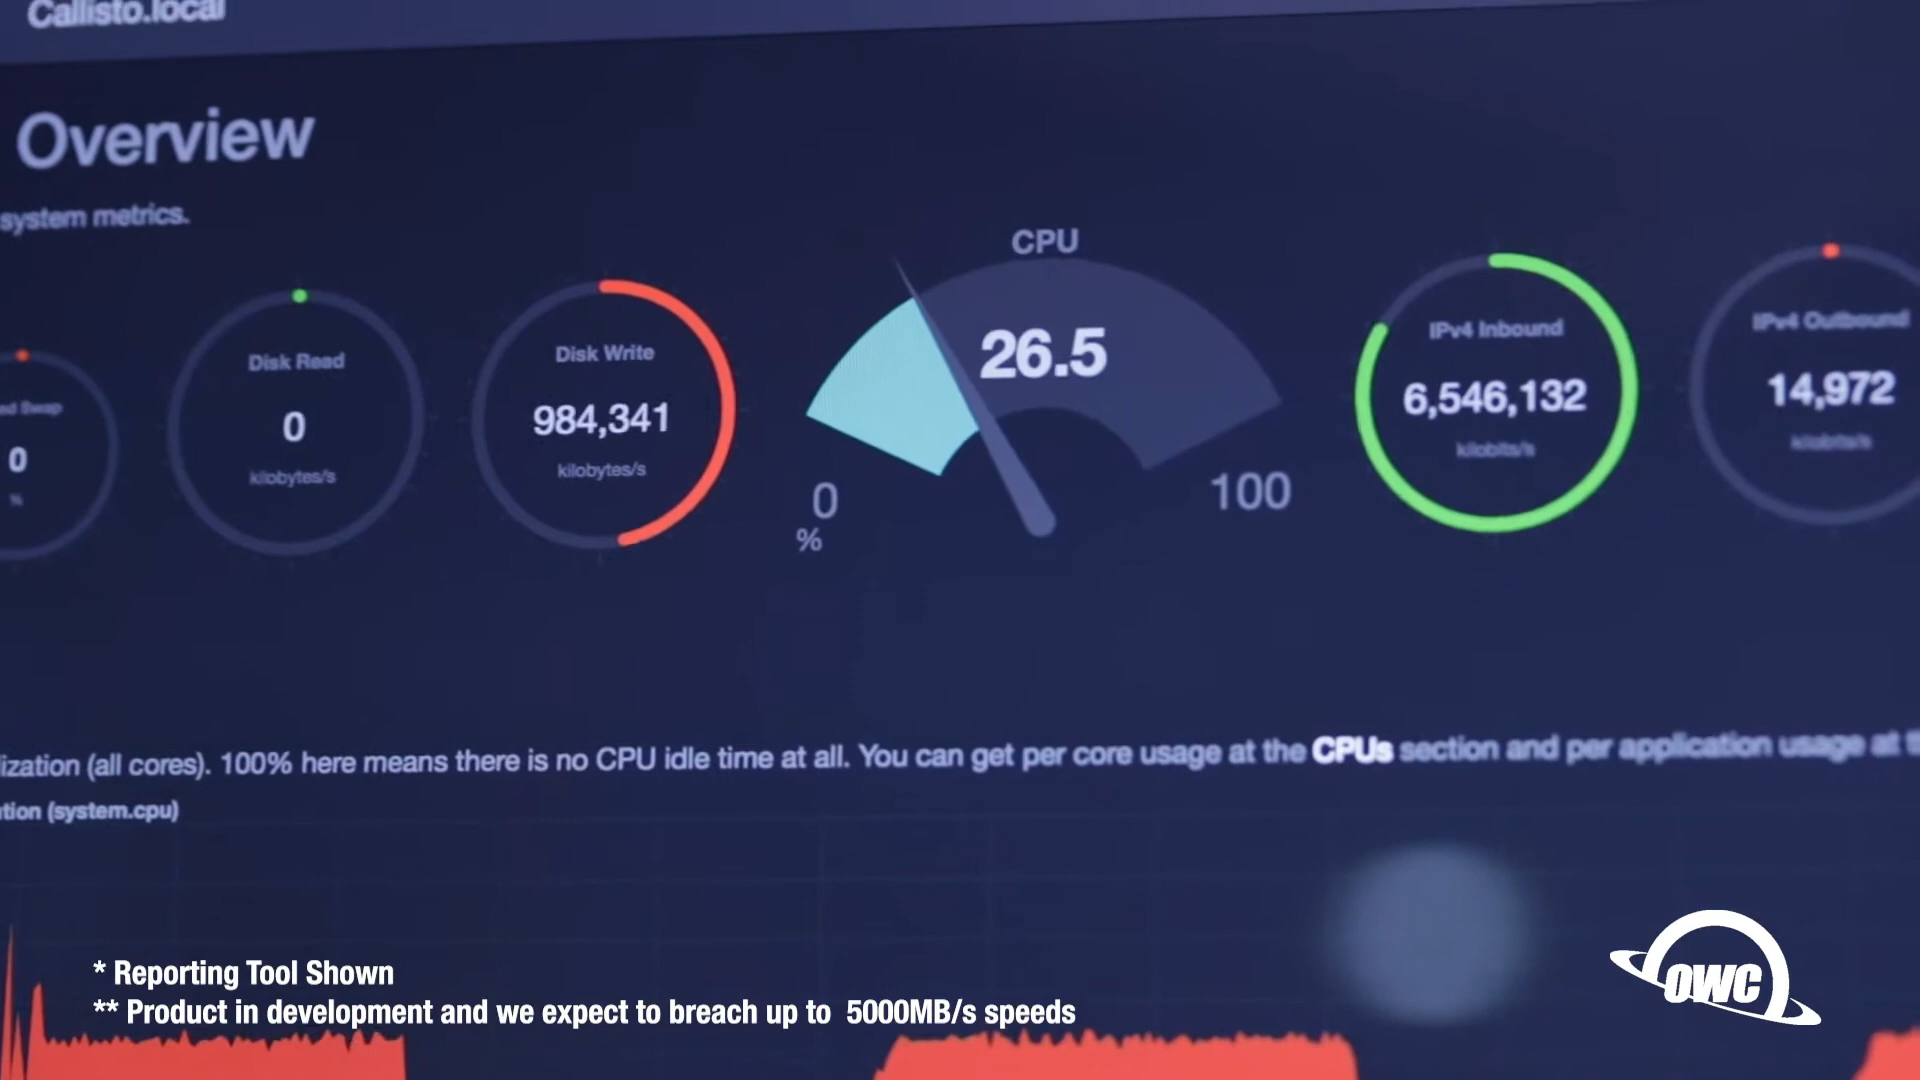 Callisto.local
Overview
system metrics.
CPU
Disk Read
0
kilobytes/s
Disk Write
984,341
kilobytes/s
26.5
0
%
100
IPv4 Inbound
6,546,132
kilobits/s
IPv4 Outbound
14,972
kilobits/s
ed Swap
0
%
ization (all cores). 100% here means there is no CPU idle time at all. You can get per core usage at the CPUs section and per application usage at
tion (system.cpu)
* Reporting Tool Shown
** Product in development and we expect to breach up to 5000MB/s speeds
OWC